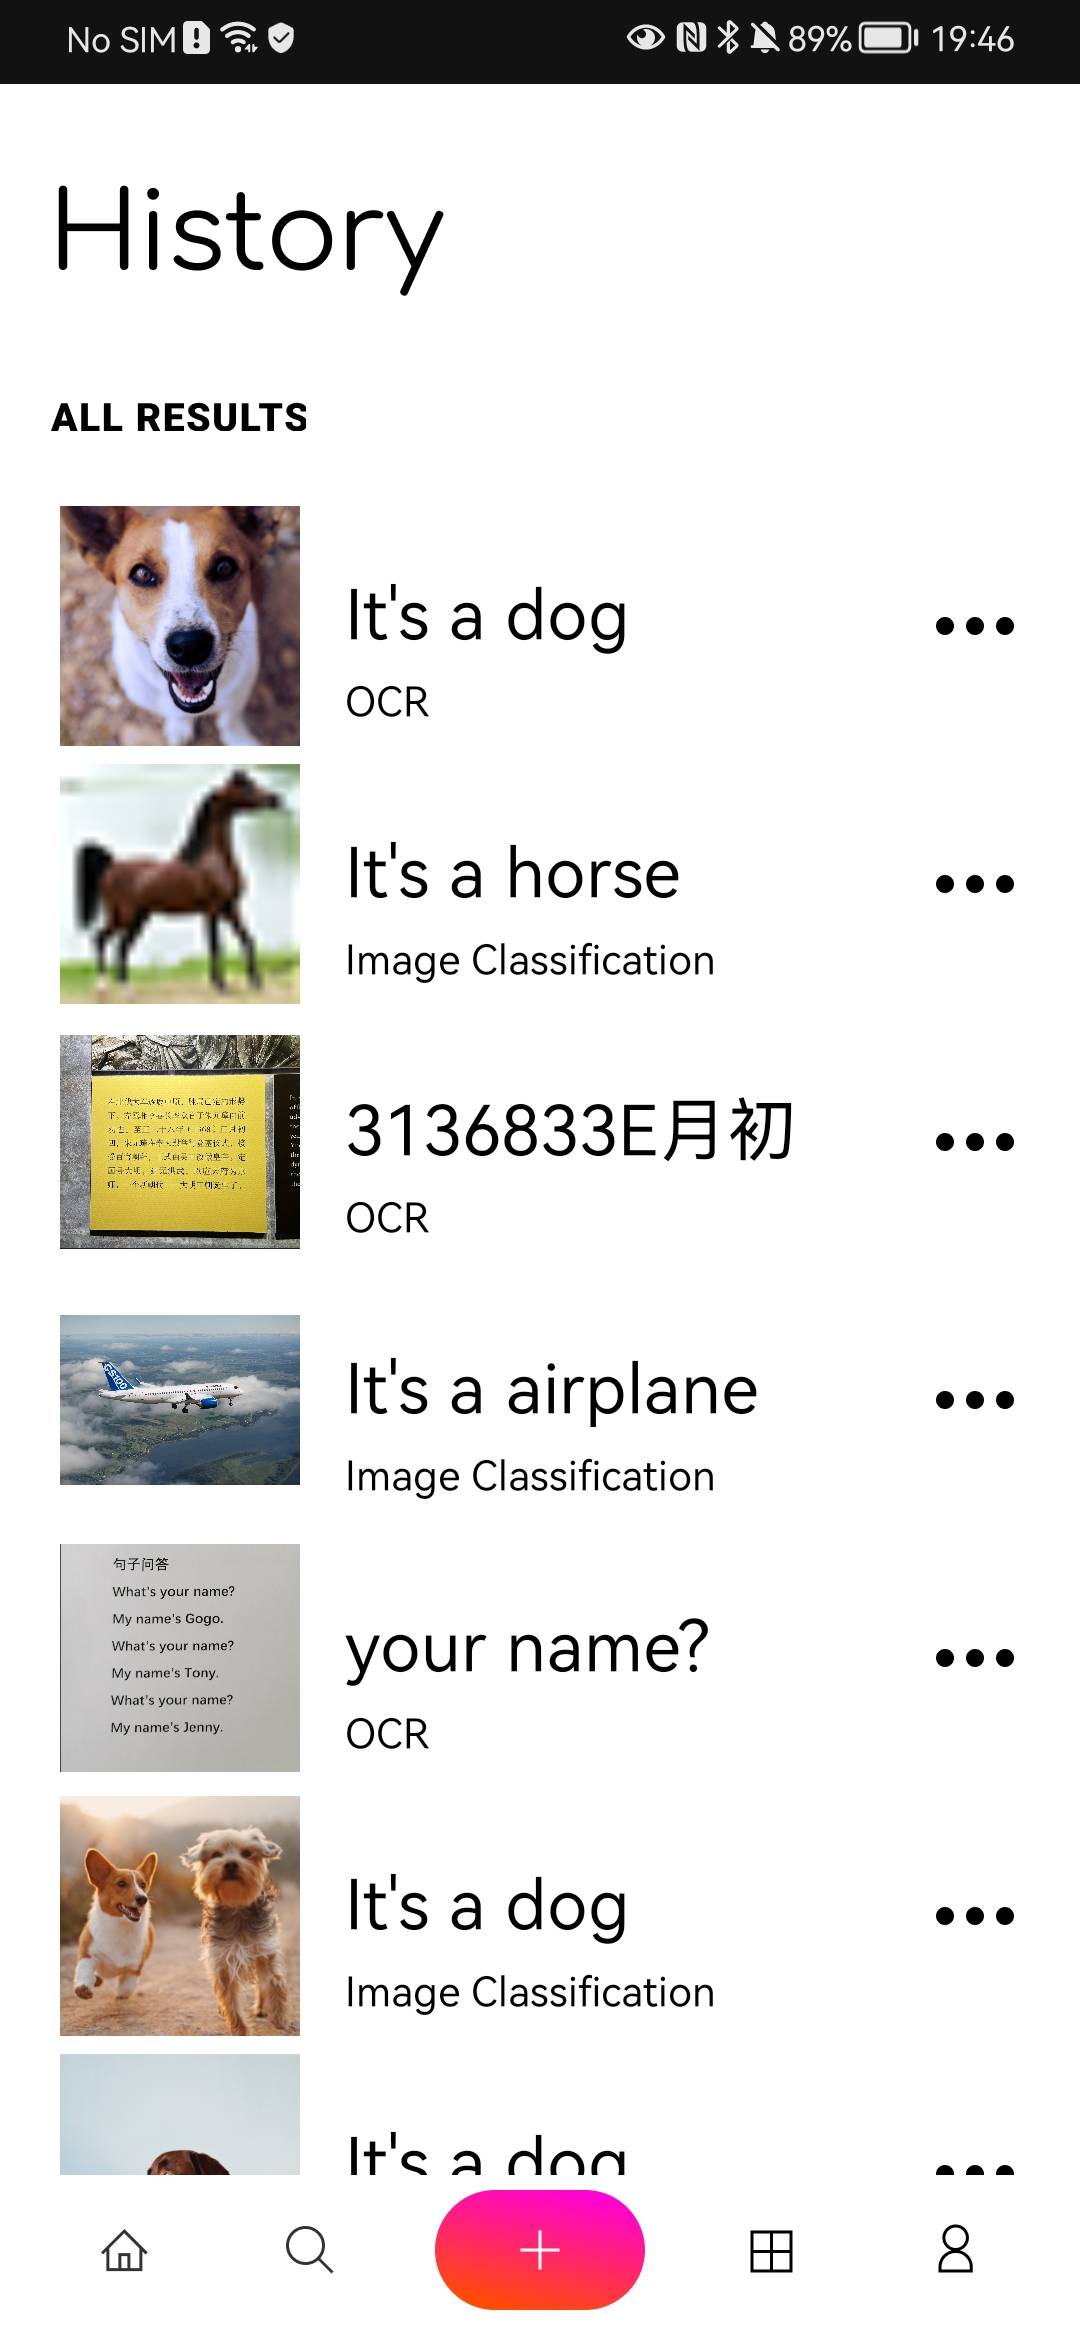 No SIM 89% 19:46
History
ALL RESULTS
It's a dog
OCR
It's a horse
Image Classification
3136833E月初
OCR
It's a airplane
Image Classification
CS100
句子问答
What's your name?
My name's Gogo.
What's your name?
My name's Tony.
What's your name?
My name's Jenny.
your name?
OCR
It's a dog
Image Classification
It's a dog